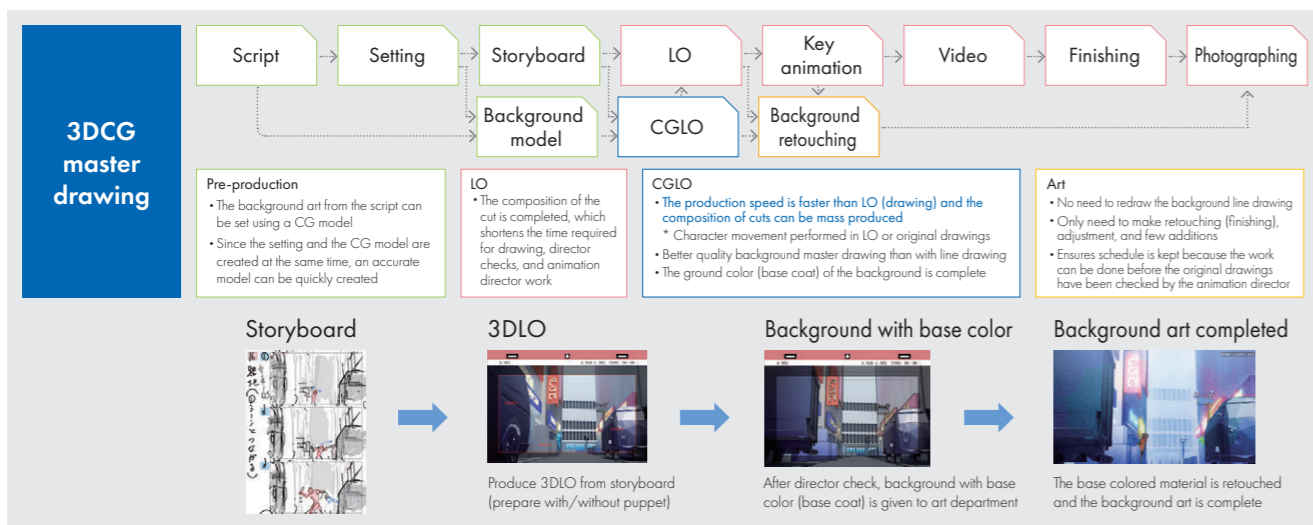 3DCG
master
drawing
Script
Setting
Storyboard
LO
Key
animation
Video
Finishing
Photographing
Background
model
CGLO
Background
retouching
Pre-production
• The background art from the script can
be set using a CG model
• Since the setting and the CG model are
created at the same time, an accurate
model can be quickly created
LO
• The composition of the
cut is completed, which
shortens the time required
for drawing, director
checks, and animation
director work
CGLO
• The production speed is faster than LO (drawing) and the
composition of cuts can be mass produced
* Character movement performed in LO or original drawings
• Better quality background master drawing than with line drawing
• The ground color (base coat) of the background is complete
Art
• No need to redraw the background line drawing
• Only need to make retouching (finishing),
adjustment, and few additions
• Ensures schedule is kept because the work
can be done before the original drawings
have been checked by the animation director
Storyboard
3DLO
Produce 3DLO from storyboard
(prepare with/without puppet)
Background with base color
After director check, background with base
color (base coat) is given to art department
Background art completed
The base colored material is retouched
and the background art is complete